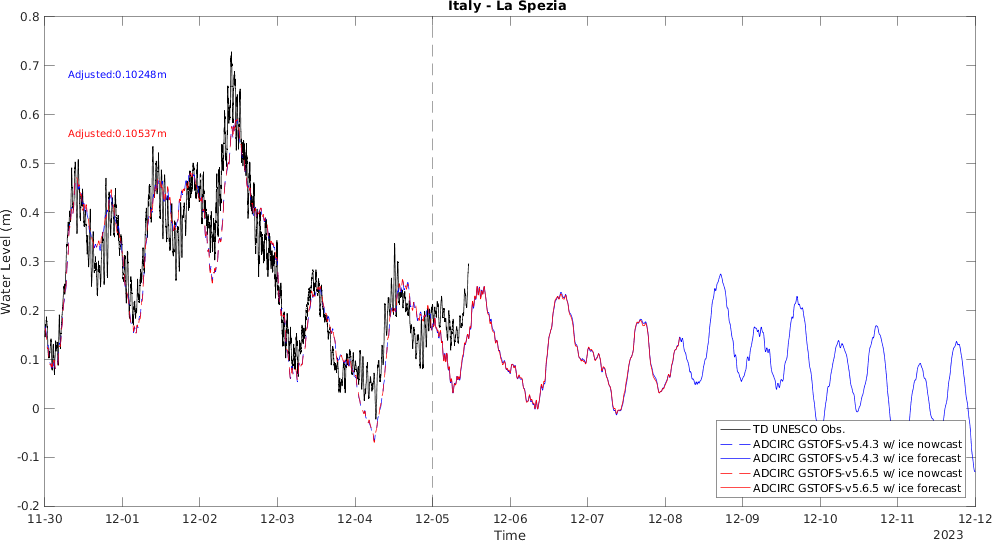 Italy - La Spezia
0.8
0.7
0.6
0.5
0.4
0.3
0.2
0.1
0
-0.1
-0.2
Water Level (m)
Adjusted:0.10248m
Adjusted:0.10537m
TD UNESCO Obs.
ADCIRC GSTOFS-v5.4.3 w/ ice nowcast
ADCIRC GSTOFS-v5.4.3 w/ ice forecast
ADCIRC GSTOFS-v5.6.5 w/ ice nowcast
ADCIRC GSTOFS-v5.6.5 w/ ice forecast
11-30 12-01 12-02 12-03 12-04 12-05 12-06 12-07 12-08 12-09 12-10 12-11 12-12
Time
2023